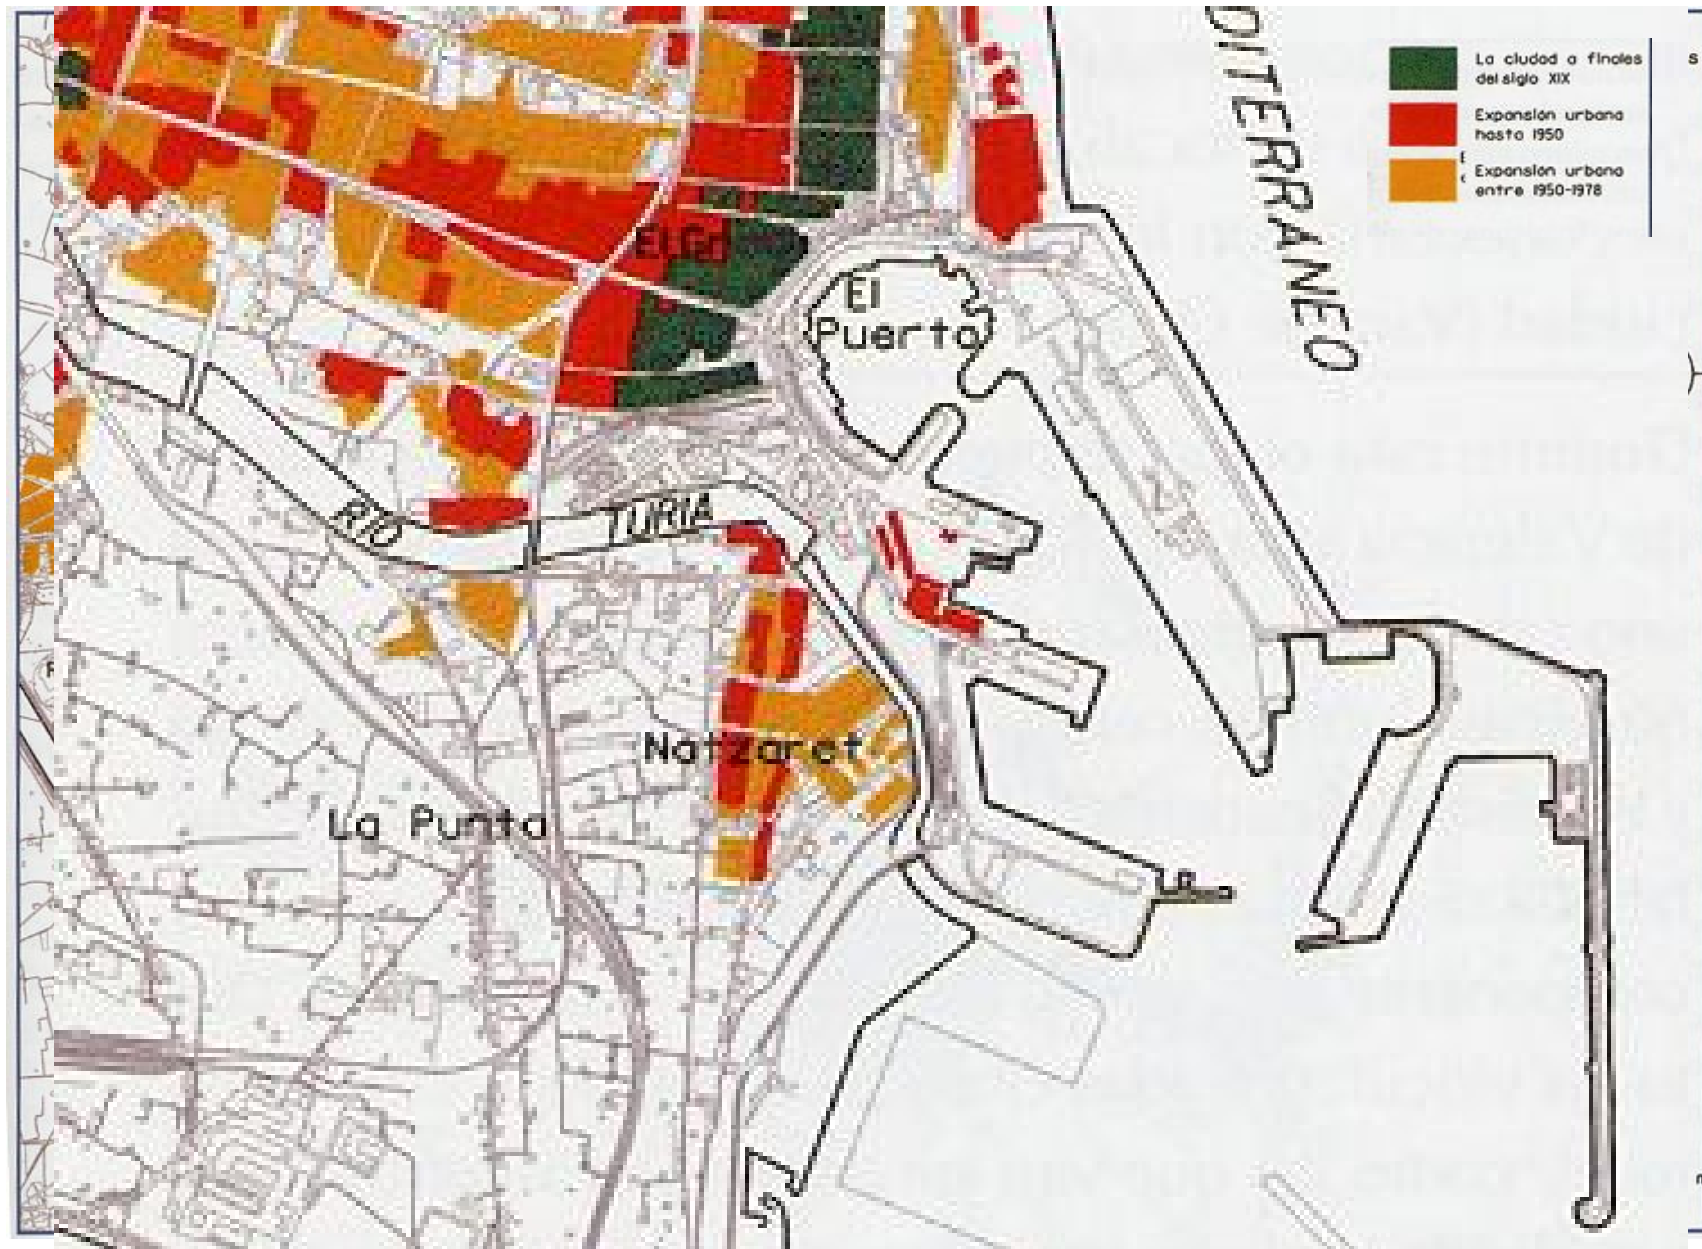 DITERRANEO
La ciudad a finales
del siglo XIX
Expansión urbana
hasta 1950
Expansión urbana
entre 1950-1978
El
Puerto
RIO TURIA
Natzaret
La Punta